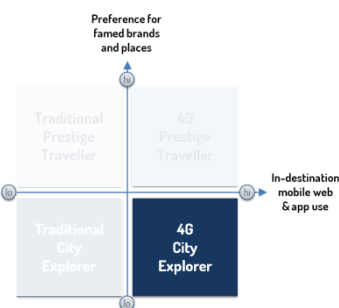 Preference for
famed brands
and places
hi
Traditional
Prestige
Traveller
4G
Prestige
Traveller
lo
hi
In-destination
mobile web
& app use
Traditional
City
Explorer
4G
City
Explorer
lo